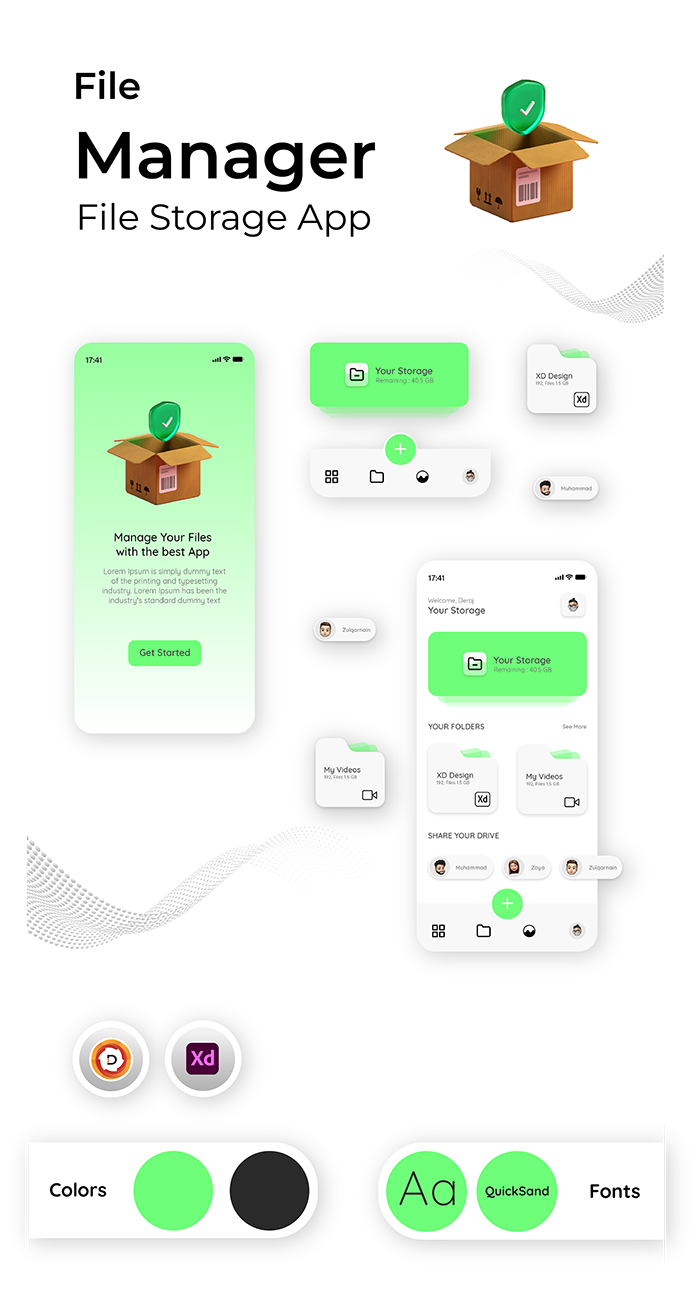 File
Manager
File Storage App
17:41
Manage Your Files
with the best App
Lorem Ipsum is simply dummy text
of the printing and typesetting
industry. Lorem Ipsum has been the
industry's standard dummy text
Get Started
Your Storage
Remaining : 40.5 GB
XD Design
192, Files 1.5 GB
Xd
Muhammad
Zulqarnain
My Videos
192, Files 1.5 GB
17:41
Welcome, Deroj
Your Storage
Your Storage
Remaining : 40.5 GB
YOUR FOLDERS
See More
XD Design
192, Files 1.5 GB
Xd
My Videos
192, Files 1.5 GB
SHARE YOUR DRIVE
Muhammad
Zoya
Zulqarnain
D
Xd
Colors
Aa
QuickSand
Fonts